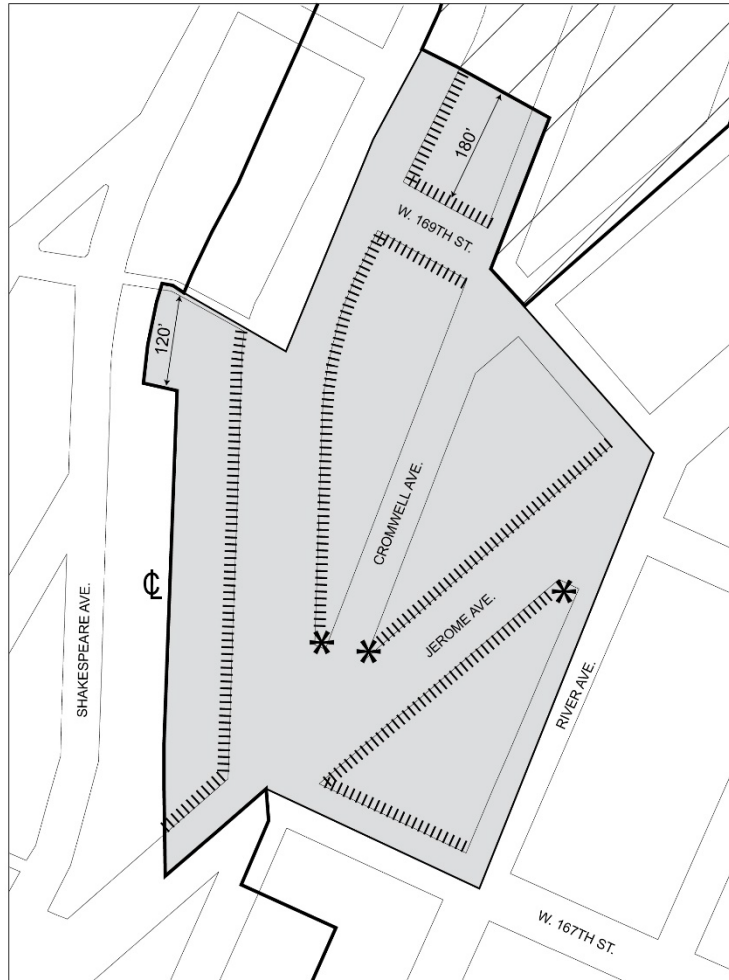 180'
W. 169TH ST.
120'
CROMWELL AVE.
℄
SHAKESPEARE AVE.
JEROME AVE.
RIVER AVE.
W. 167TH ST.